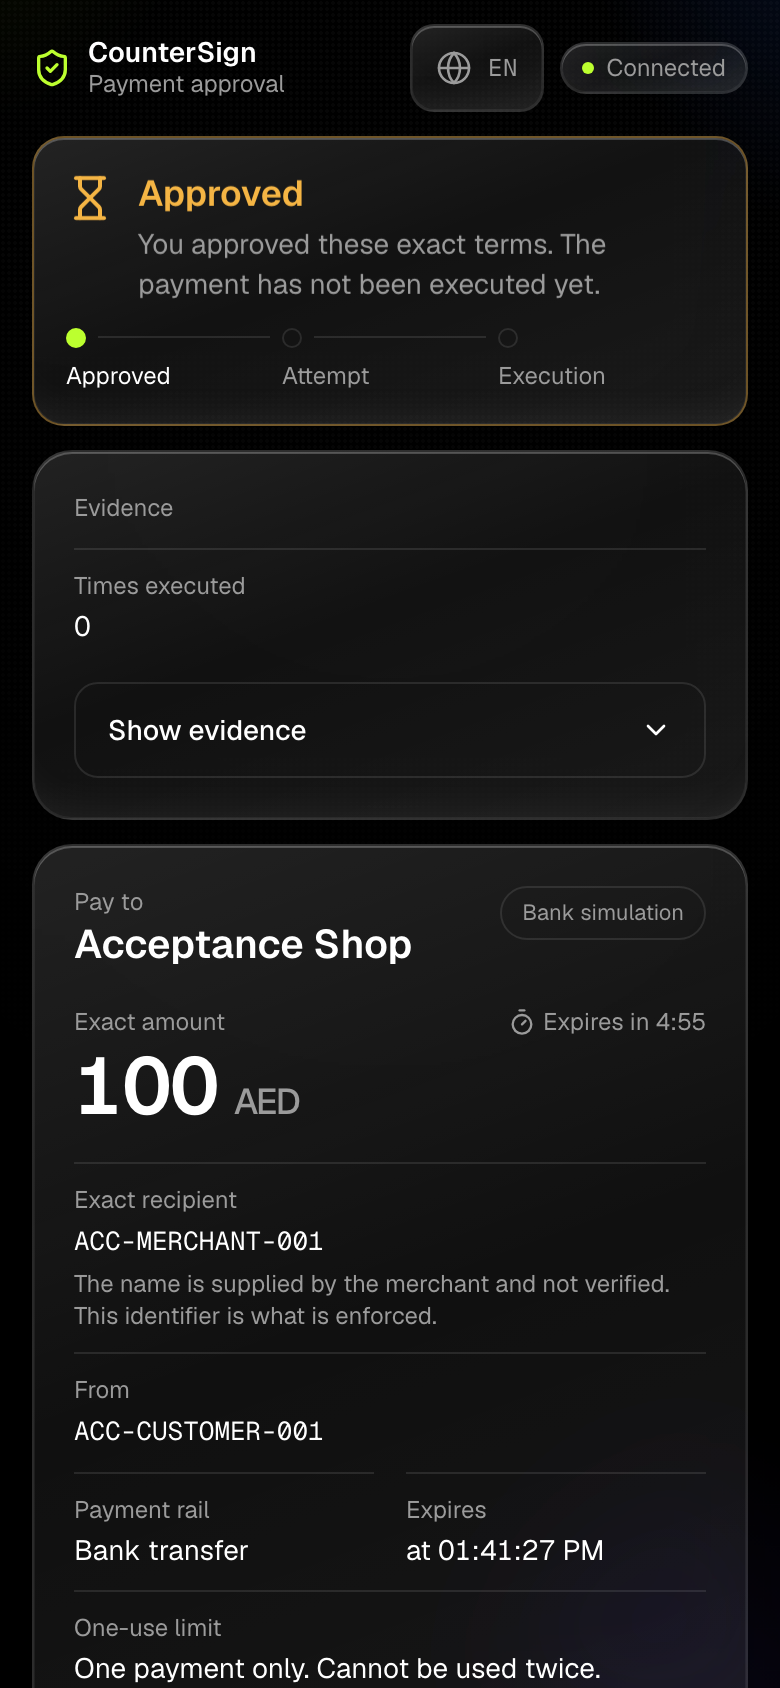 CounterSign
Payment approval
EN
Connected
Approved
You approved these exact terms. The
payment has not been executed yet.
Approved
Attempt
Execution
Evidence
Times executed
0
Show evidence
Pay to
Bank simulation
Acceptance Shop
Exact amount
Expires in 4:55
100 AED
Exact recipient
ACC-MERCHANT-001
The name is supplied by the merchant and not verified.
This identifier is what is enforced.
From
ACC-CUSTOMER-001
Payment rail
Bank transfer
Expires
at 01:41:27 PM
One-use limit
One payment only. Cannot be used twice.